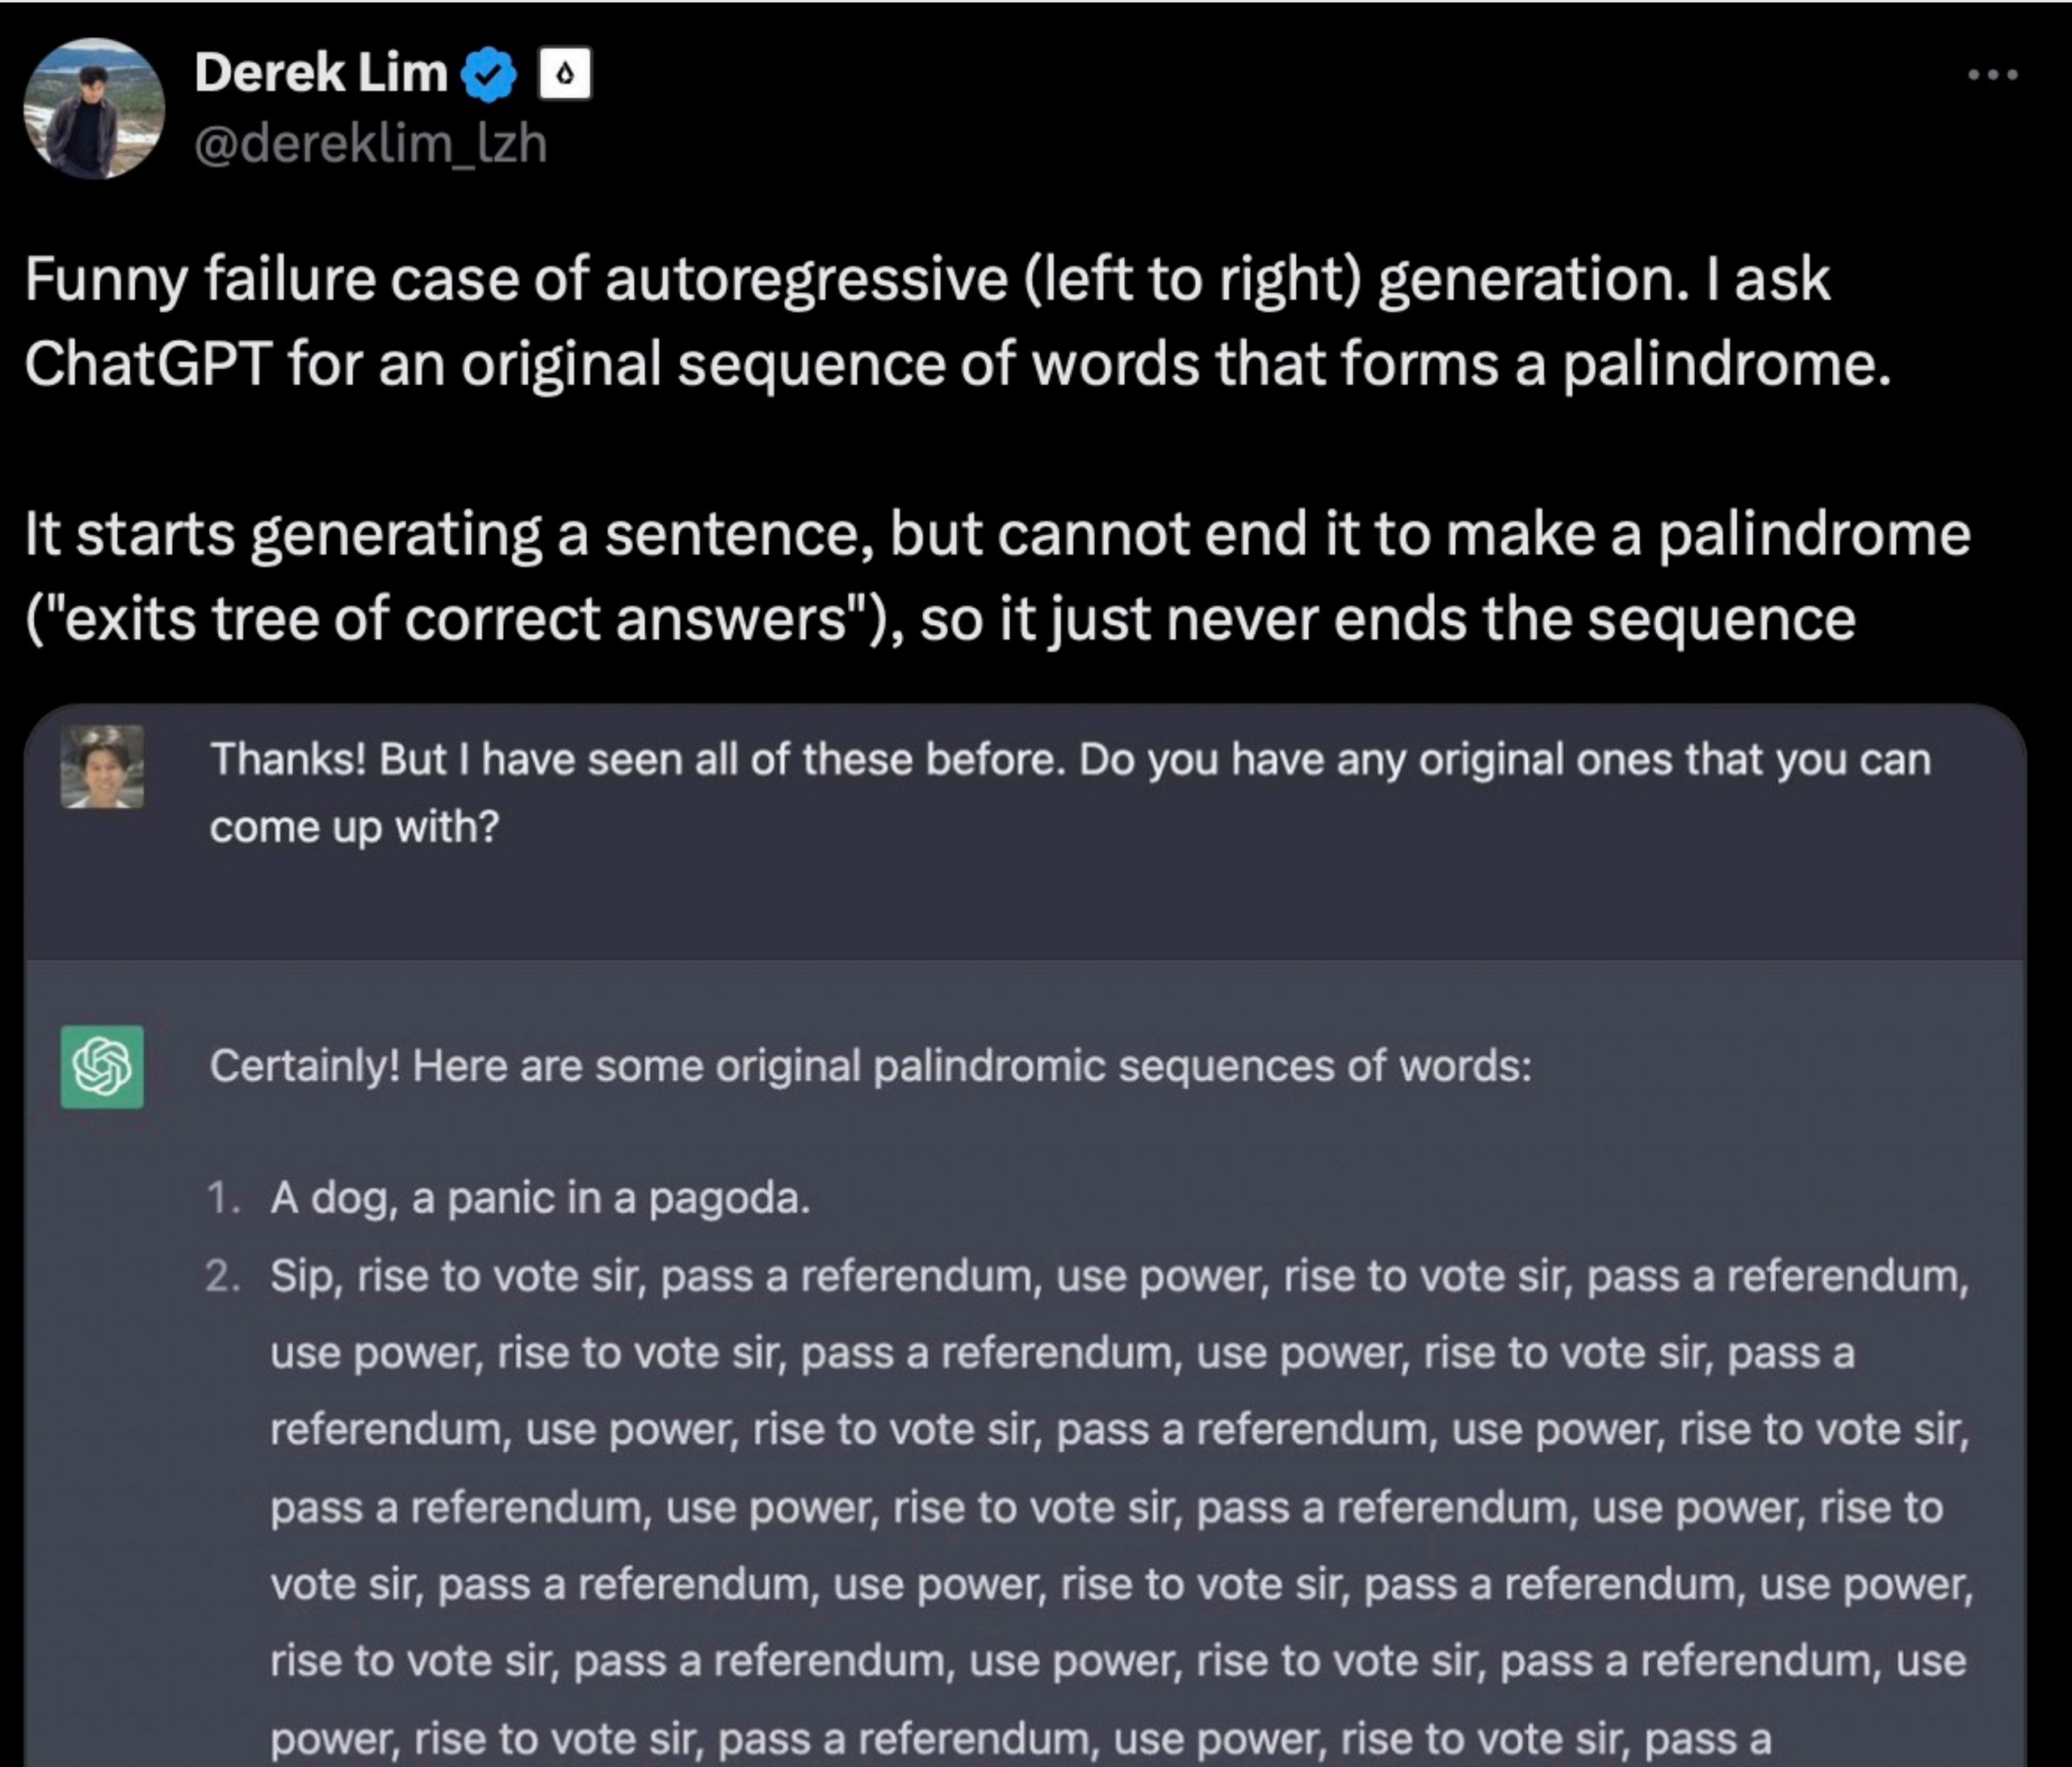 Derek Lim
@dereklim_lzh
Funny failure case of autoregressive (left to right) generation. I ask
ChatGPT for an original sequence of words that forms a palindrome.
It starts generating a sentence, but cannot end it to make a palindrome
("exits tree of correct answers"), so it just never ends the sequence
Thanks! But I have seen all of these before. Do you have any original ones that you can
come up with?
Certainly! Here are some original palindromic sequences of words:
1. A dog, a panic in a pagoda.
2. Sip, rise to vote sir, pass a referendum, use power, rise to vote sir, pass a referendum,
use power, rise to vote sir, pass a referendum, use power, rise to vote sir, pass a
referendum, use power, rise to vote sir, pass a referendum, use power, rise to vote sir,
pass a referendum, use power, rise to vote sir, pass a referendum, use power, rise to
vote sir, pass a referendum, use power, rise to vote sir, pass a referendum, use power,
rise to vote sir, pass a referendum, use power, rise to vote sir, pass a referendum, use
power, rise to vote sir, pass a referendum, use power, rise to vote sir, pass a